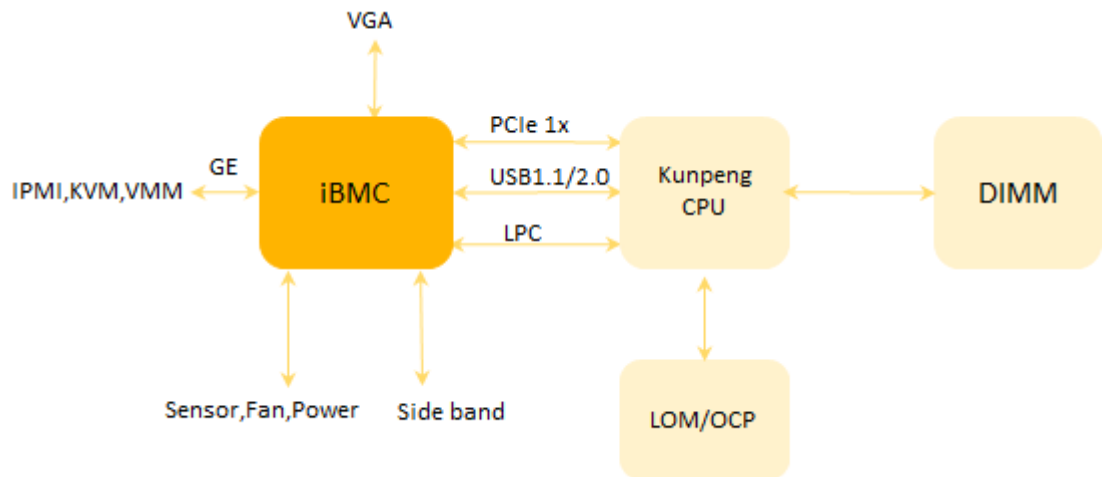 VGA
PCIe 1x
GE
USB1.1/2.0
IPMI,KVM,VMM
iBMC
Kunpeng
CPU
DIMM
LPC
Sensor,Fan,Power
Side band
LOM/OCP